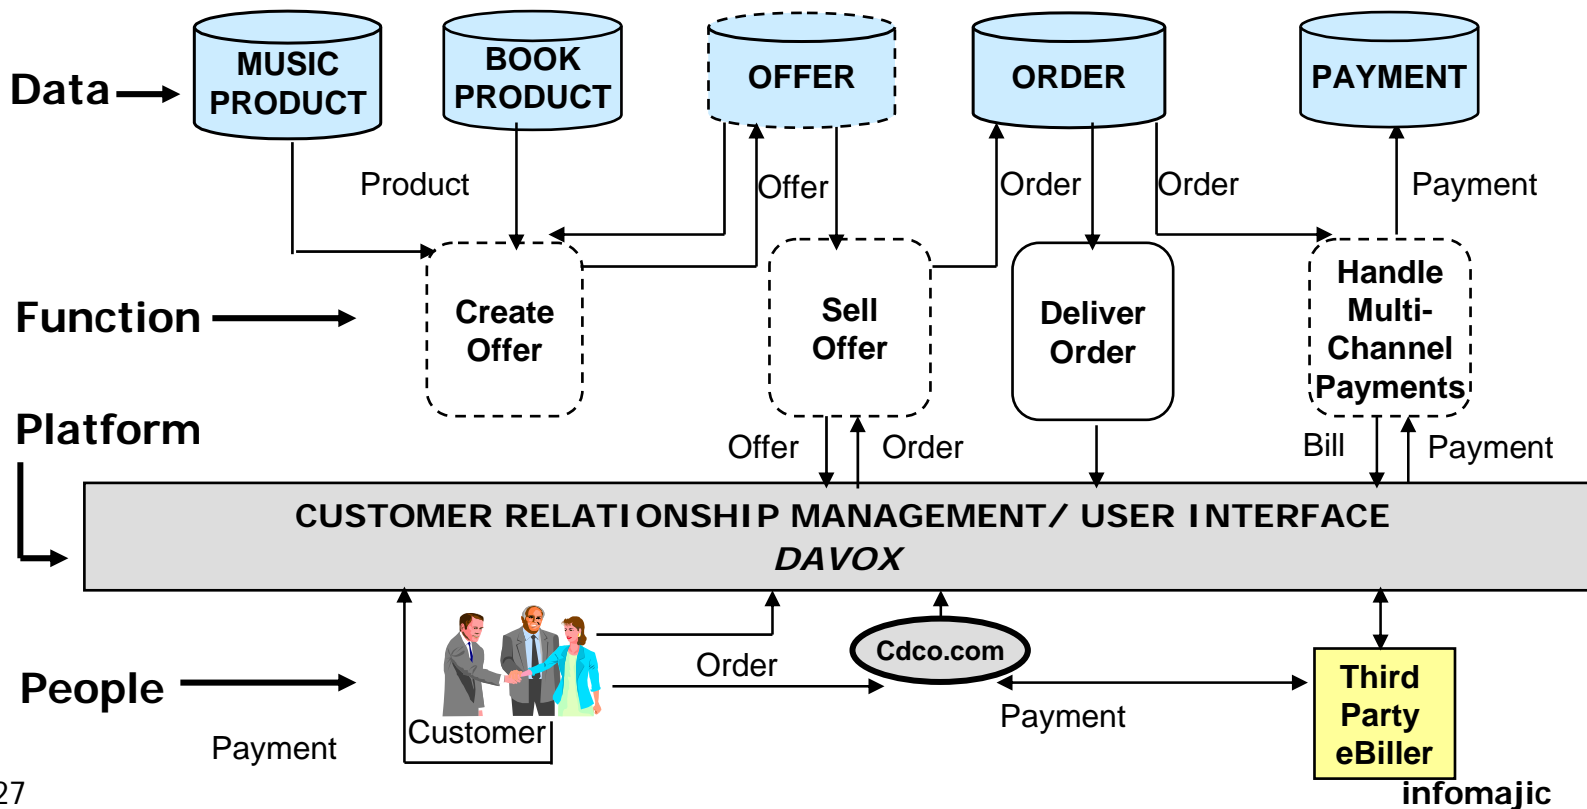 Data
MUSIC
PRODUCT
BOOK
PRODUCT
OFFER
ORDER
PAYMENT
Product
Offer
Order
Order
Payment
Function
Create
Offer
Sell
Offer
Deliver
Order
Handle
Multi-
Channel
Payments
Platform
Offer
Order
Bill
Payment
CUSTOMER RELATIONSHIP MANAGEMENT/ USER INTERFACE
DAVOX
People
Customer
Payment
Order
Cdco.com
Payment
Third
Party
eBiller
27
infomajic